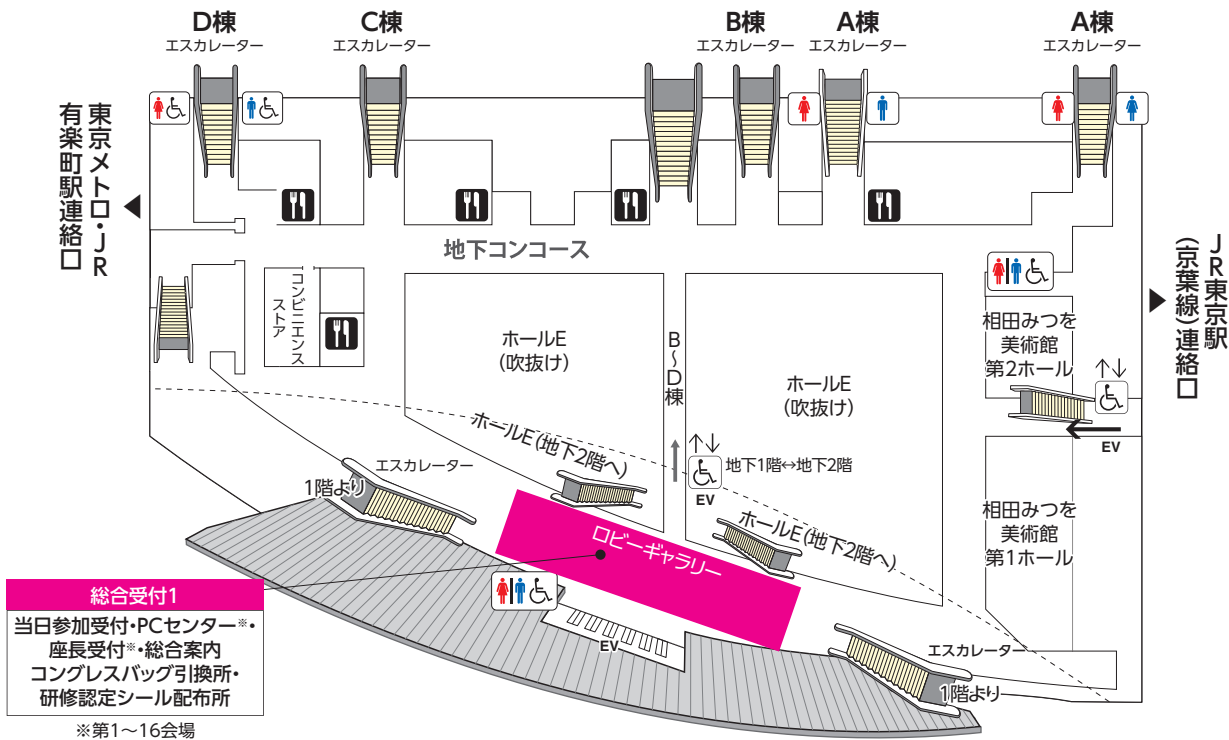 D棟
エスカレーター
C棟
エスカレーター
B棟
エスカレーター
A棟
エスカレーター
A棟
エスカレーター
東京メトロ・JR
有楽町駅連絡口
JR東京駅
(京葉線)連絡口
地下コンコース
コンビニエンス
ストア
ホールE
(吹抜け)
B~D棟
ホールE
(吹抜け)
相田みつを
美術館
第2ホール
EV
ホールE(地下2階へ)
地下1階↔地下2階
EV
エスカレーター
1階より
ホールE(地下2階へ)
ロビーギャラリー
相田みつを
美術館
第1ホール
EV
エスカレーター
1階より
総合受付1
当日参加受付・PCセンター※・
座長受付※・総合案内
コングレスバッグ引換所・
研修認定シール配布所
※第1~16会場